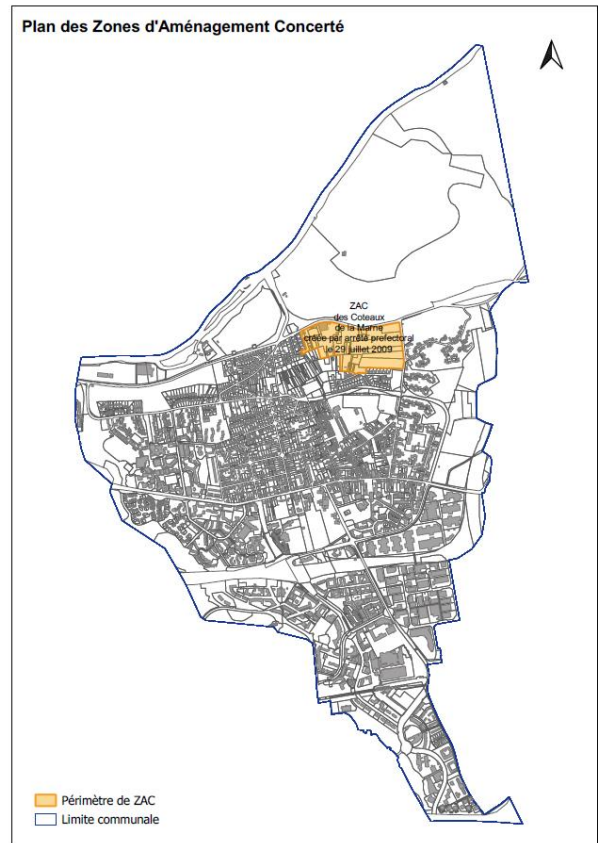 Plan des Zones d'Aménagement Concerté
ZAC
des Coteaux
de la Marne
créée par arrêté préfectoral
le 29 juillet 2009
Périmètre de ZAC
Limite communale